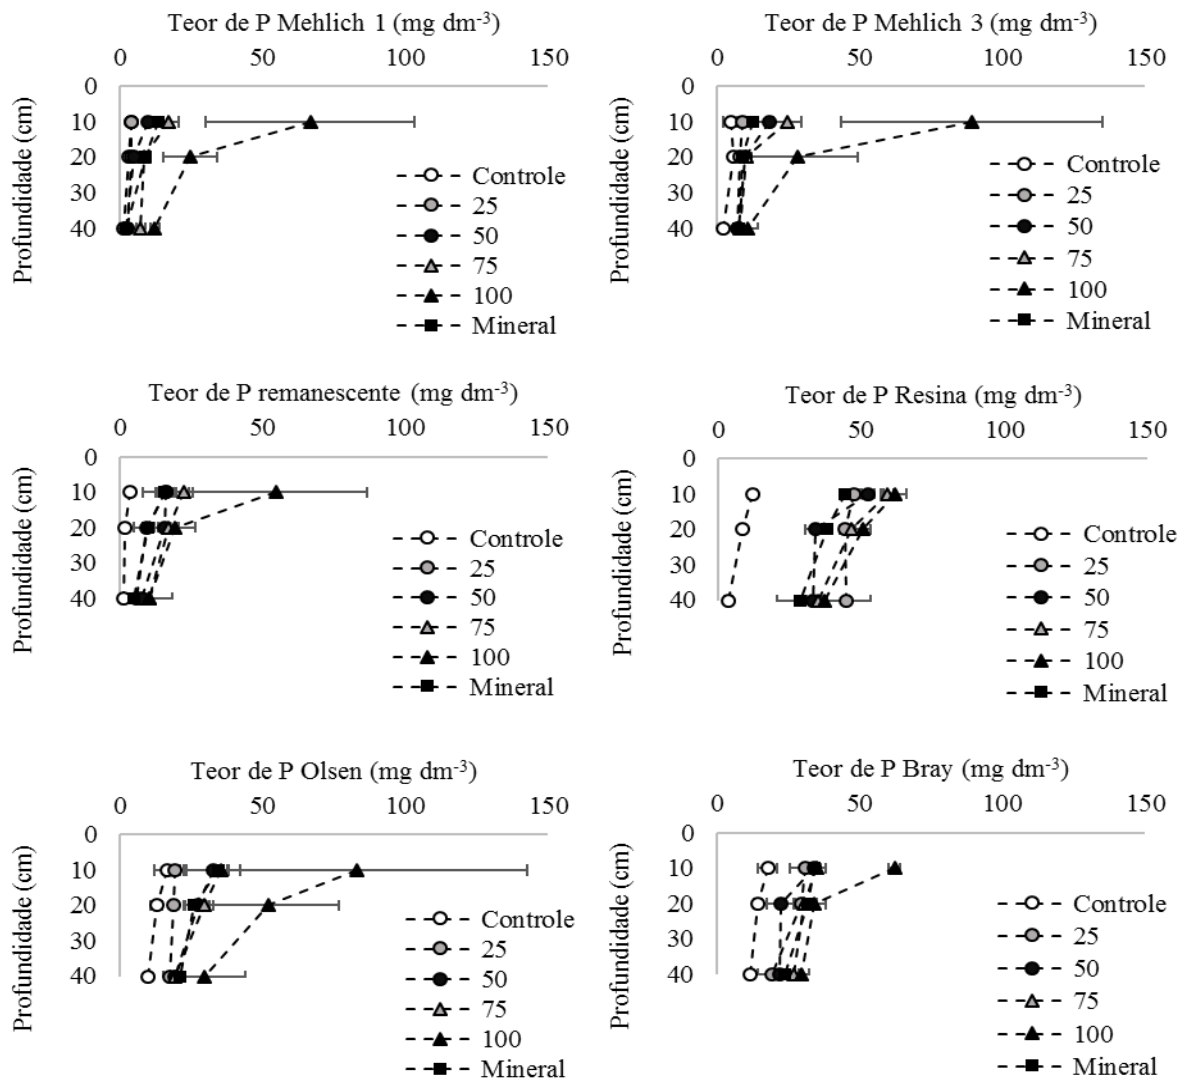 Teor de P Mehlich 1 (mg dm-3)
0 50 100 150
0
10
20
30
40
Profundidade (cm)
Controle
25
50
75
100
Mineral
Teor de P Mehlich 3 (mg dm-3)
0 50 100 150
0
10
20
30
40
Profundidade (cm)
Controle
25
50
75
100
Mineral
Teor de P remanescente (mg dm-3)
0 50 100 150
0
10
20
30
40
Profundidade (cm)
Controle
25
50
75
100
Mineral
Teor de P Resina (mg dm-3)
0 50 100 150
0
10
20
30
40
Profundidade (cm)
Controle
25
50
75
100
Mineral
Teor de P Olsen (mg dm-3)
0 50 100 150
0
10
20
30
40
Profundidade (cm)
Controle
25
50
75
100
Mineral
Teor de P Bray (mg dm-3)
0 50 100 150
0
10
20
30
40
Profundidade (cm)
Controle
25
50
75
100
Mineral